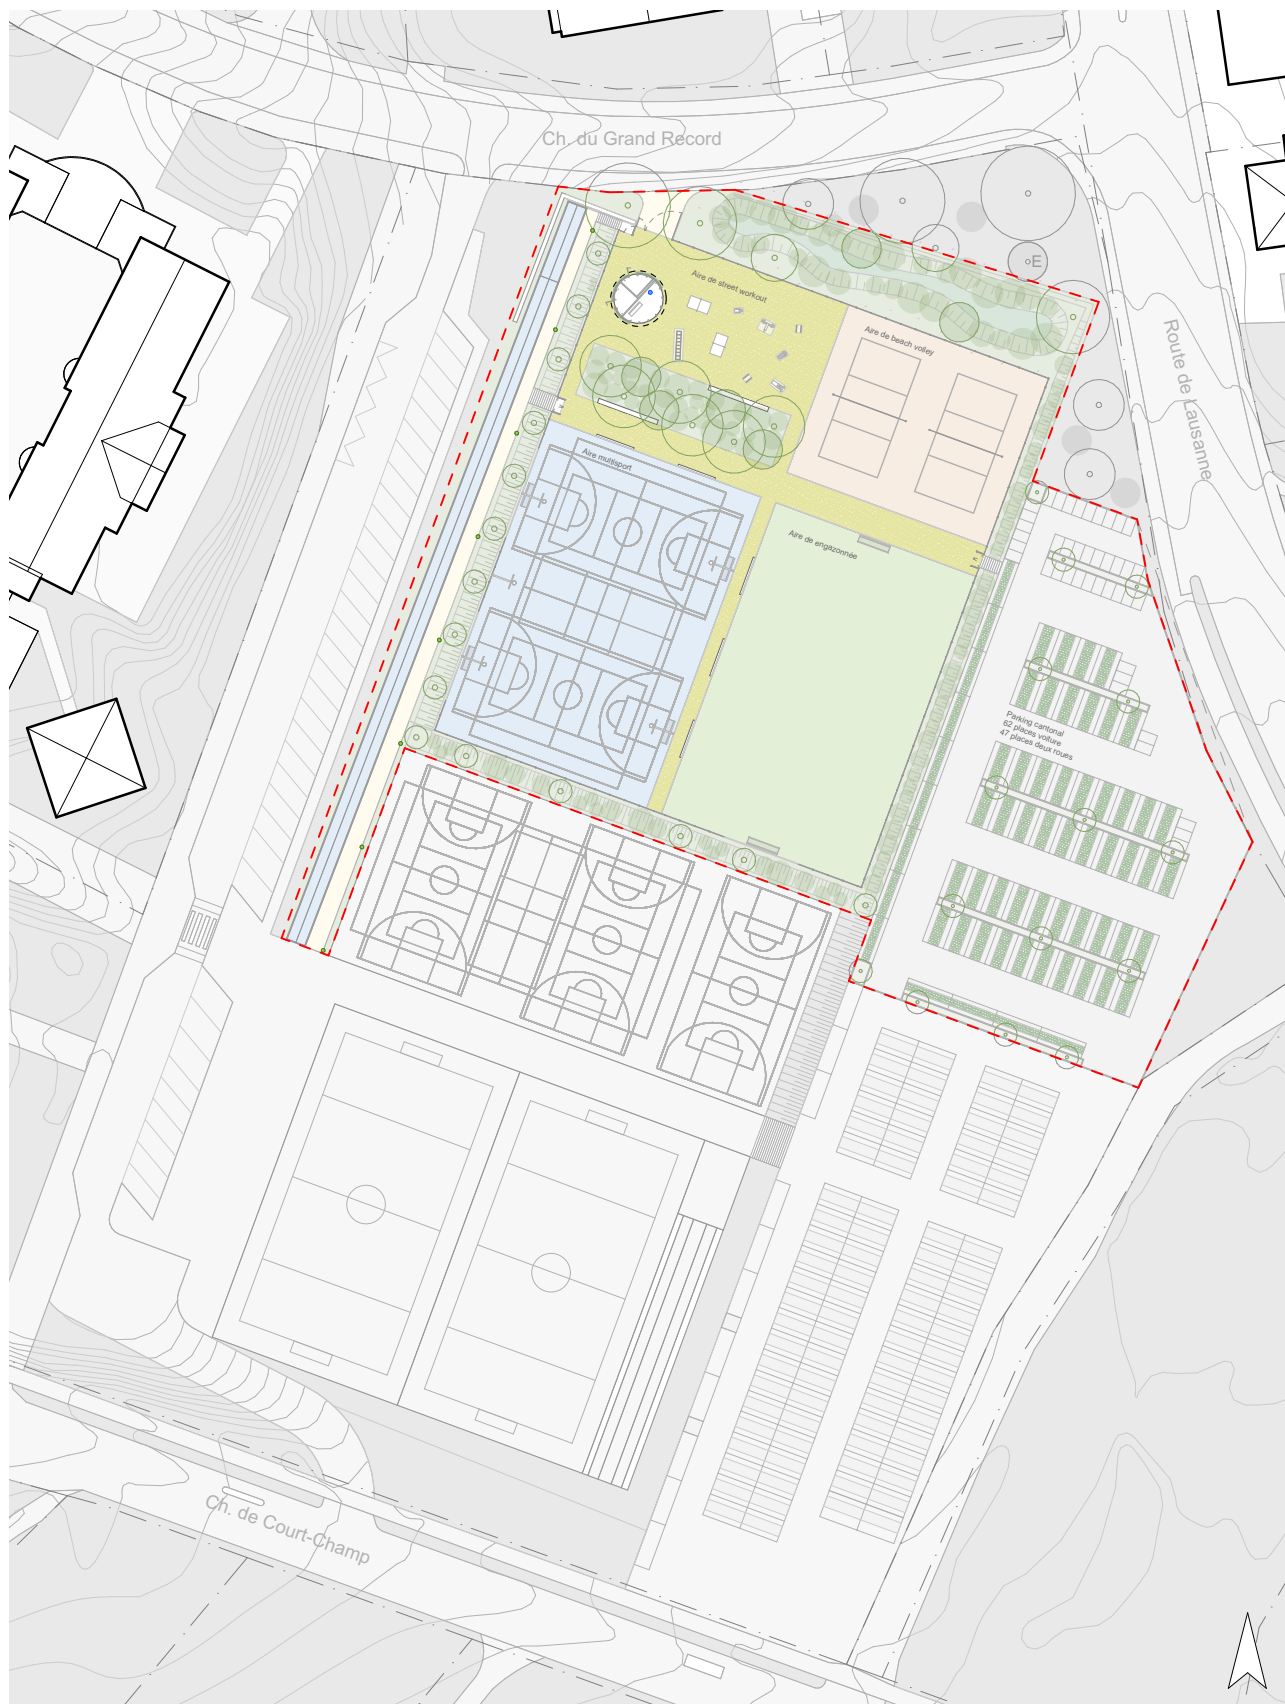 Ch. du Grand Record
E
Aire de street workout
Aire de beach volley
Route de Lausanne
Aire multisport
Aire de engazonnée
Parking cantonal
62 places voiture
47 places deux roues
Ch. de Court-Champ